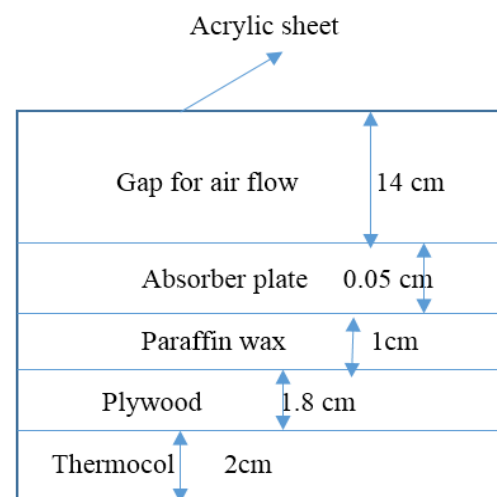 Acrylic sheet
Gap for air flow 14 cm
Absorber plate 0.05 cm
Paraffin wax 1cm
Plywood 1.8 cm
Thermocol 2cm